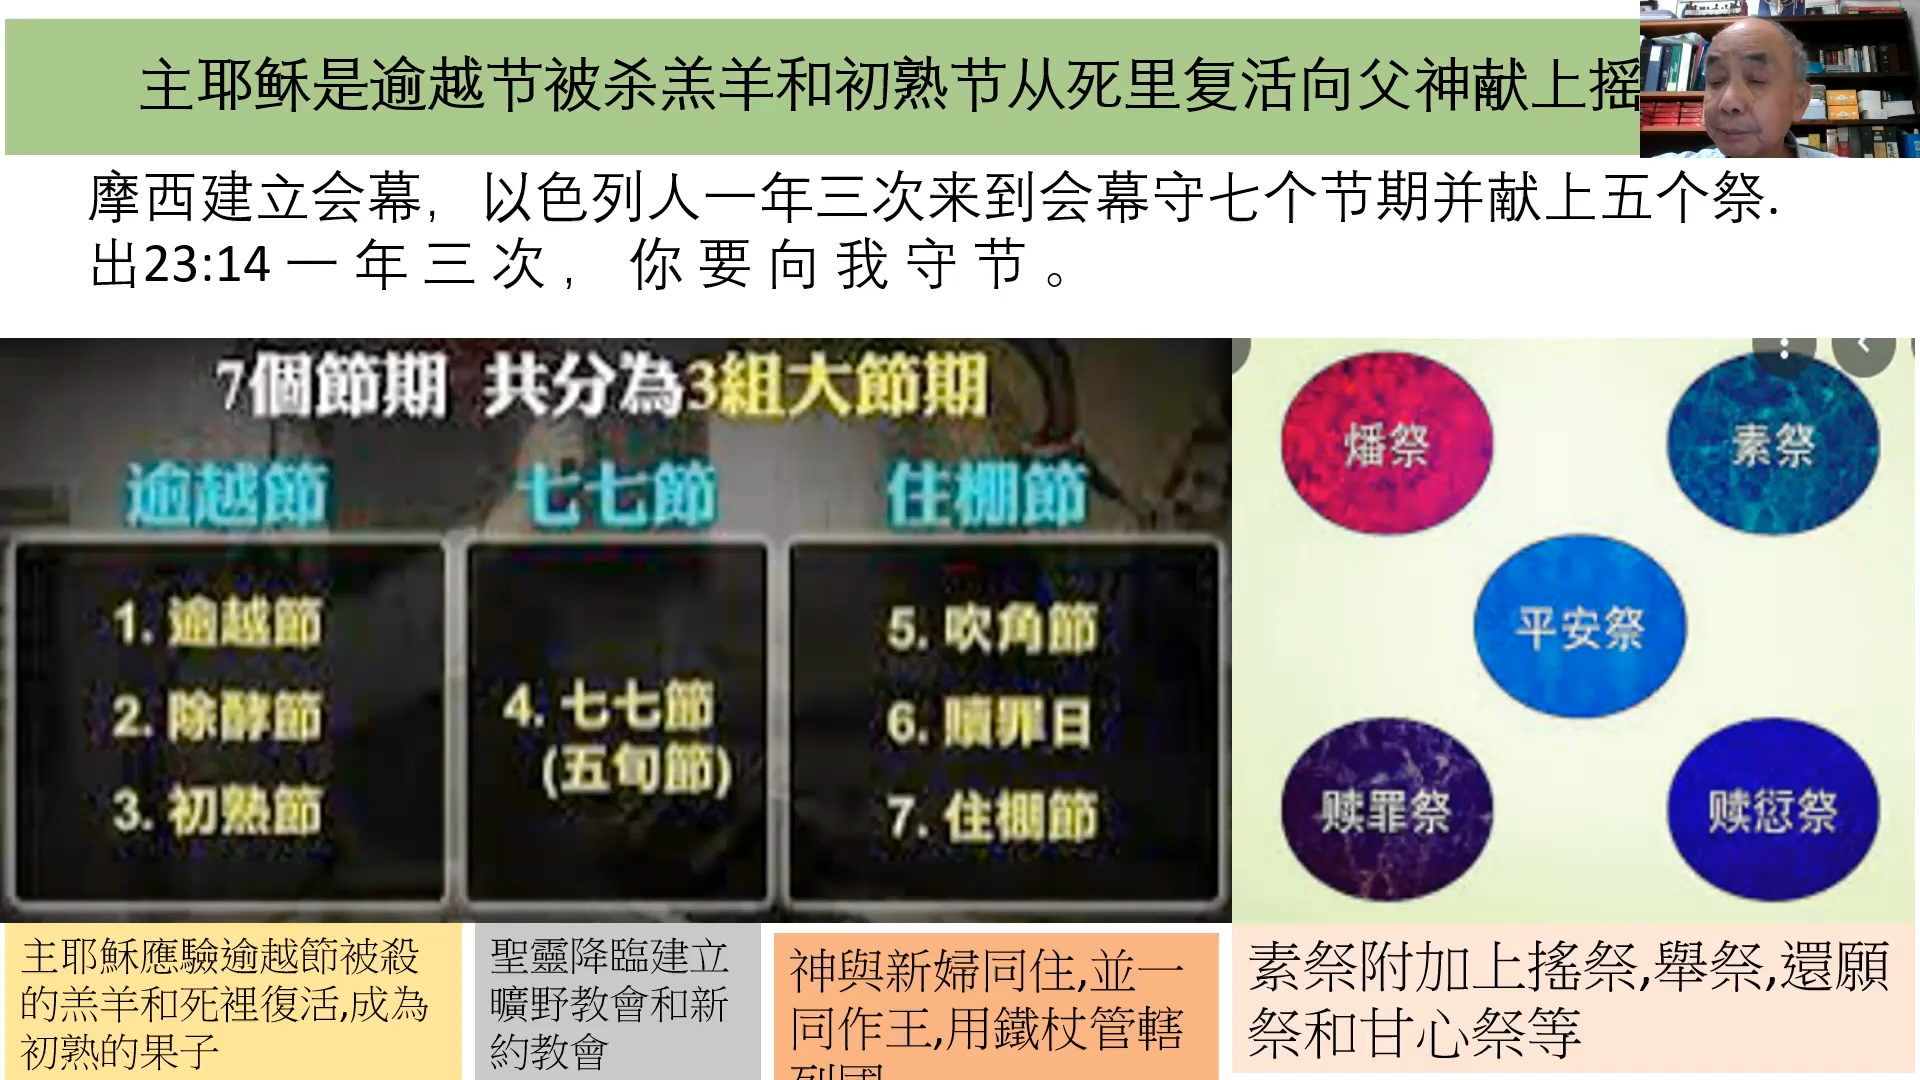 主耶稣是逾越节被杀羔羊和初熟节从死里复活向父神献上摇
摩西建立会幕，以色列人一年三次来到会幕守七个节期并献上五个祭.
出23:14 一 年 三 次 ， 你 要 向 我 守 节 。
7個節期 共分為3組大節期
逾越節
七七節
住棚節
1. 逾越節
2. 除酵節
3. 初熟節
4. 七七節
(五旬節)
5. 吹角節
6. 贖罪日
7. 住棚節
燔祭
素祭
平安祭
赎罪祭
赎愆祭
主耶穌應驗逾越節被殺
的羔羊和死裡復活,成為
初熟的果子
聖靈降臨建立
曠野教會和新
約教會
神與新婦同住,並一
同作王,用鐵杖管轄
列國
素祭附加上搖祭,舉祭,還願
祭和甘心祭等